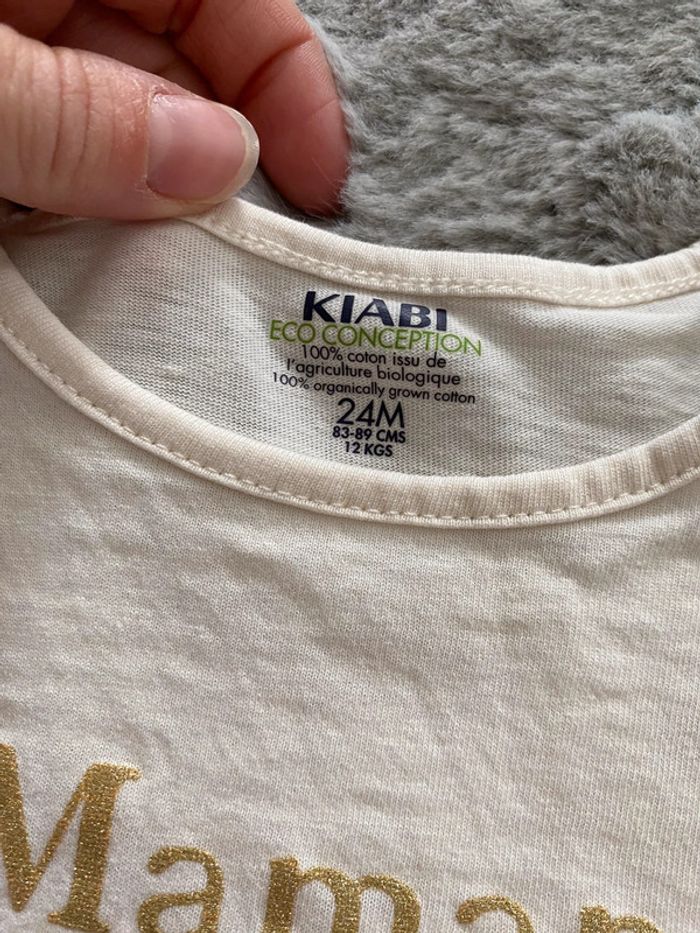 KIABI
ECO CONCEPTION
100% coton issu de
l'agriculture biologique
100% organically grown cotton
24M
83-89 CMS
12 KGS
Maman